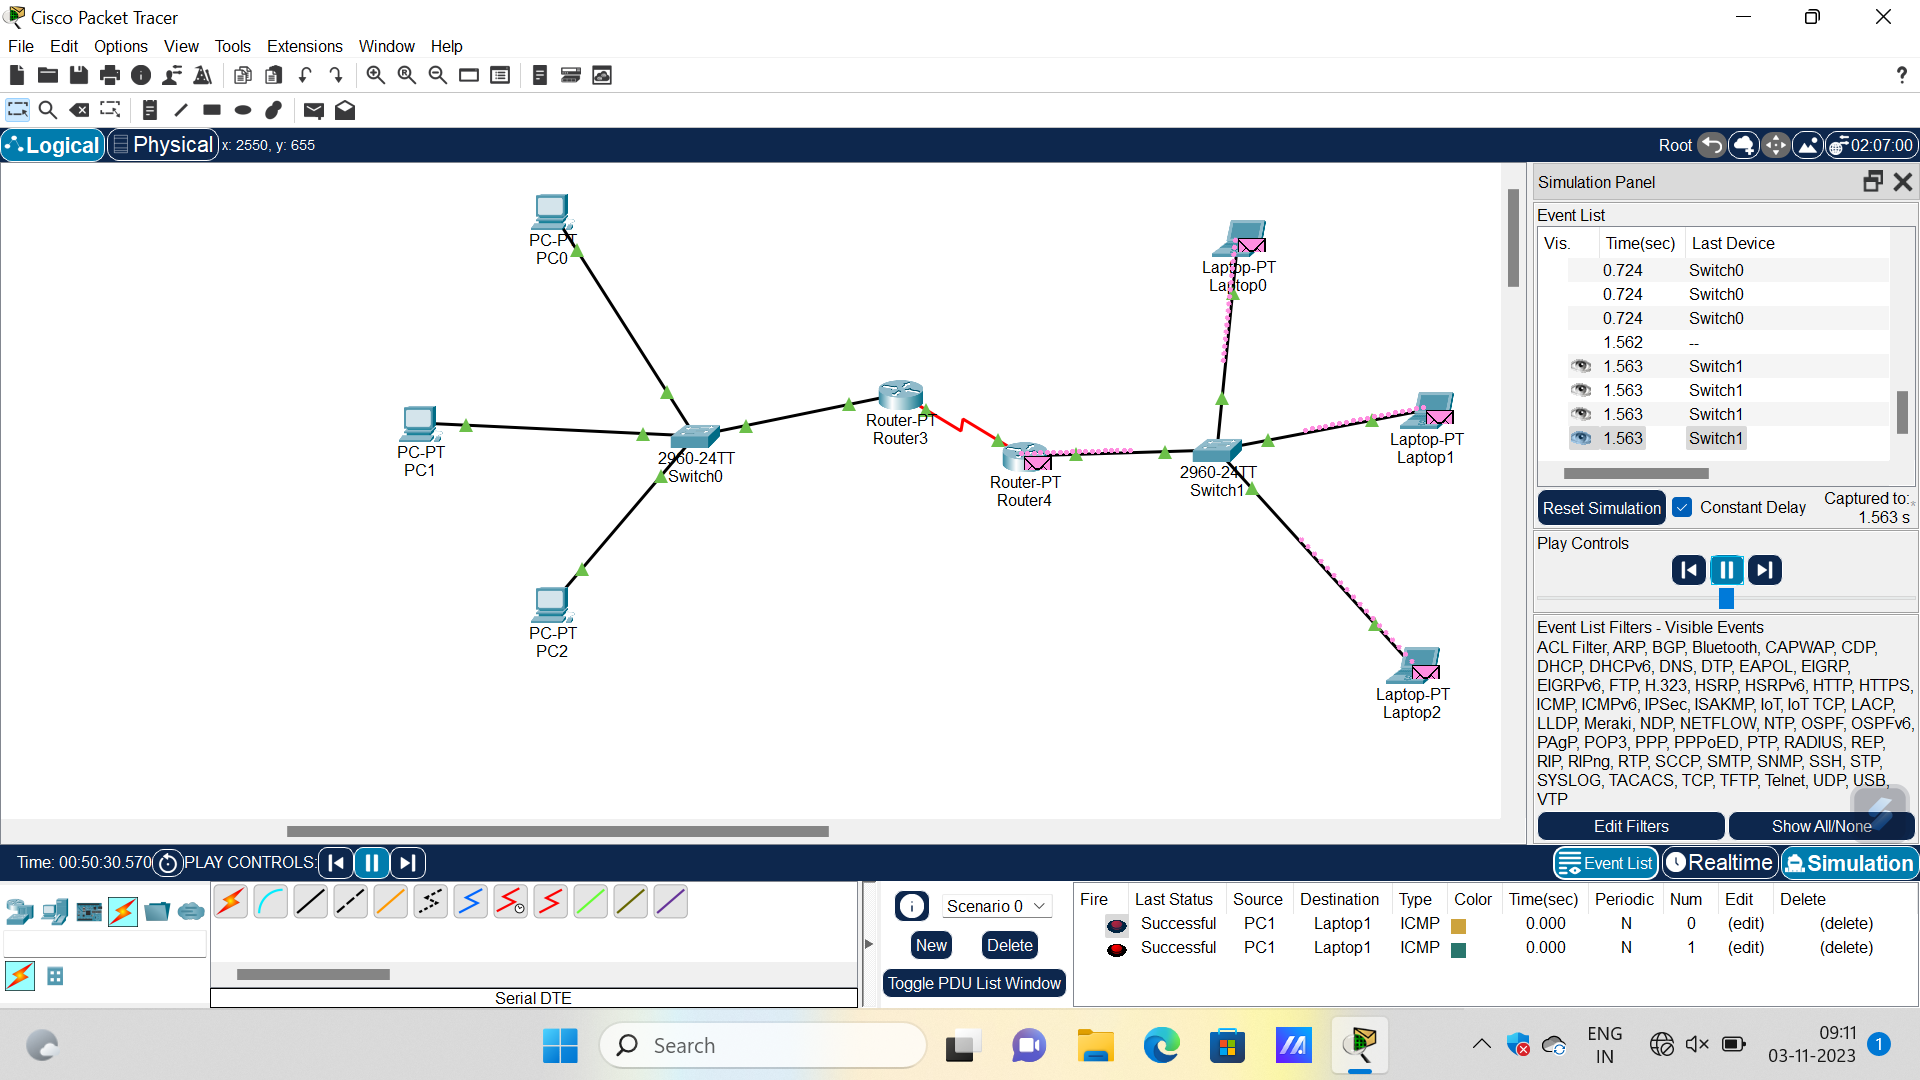 Cisco Packet Tracer
File Edit Options View Tools Extensions Window Help
?
Logical Physical x: 2550, y: 655 Root 02:07:00
PC-PT
PC0
PC-PT
PC1
PC-PT
PC2
2960-24TT
Switch0
Router-PT
Router3
Router-PT
Router4
2960-24TT
Switch1
Laptop-PT
Laptop0
Laptop-PT
Laptop1
Laptop-PT
Laptop2
Simulation Panel
Event List
Vis. Time(sec) Last Device
0.724 Switch0
0.724 Switch0
0.724 Switch0
1.562 --
1.563 Switch1
1.563 Switch1
1.563 Switch1
1.563 Switch1
Reset Simulation Constant Delay Captured to:
1.563 s
Play Controls
Event List Filters - Visible Events
ACL Filter, ARP, BGP, Bluetooth, CAPWAP, CDP,
DHCP, DHCPv6, DNS, DTP, EAPOL, EIGRP,
EIGRPv6, FTP, H.323, HSRP, HSRPv6, HTTP, HTTPS,
ICMP, ICMPv6, IPSec, ISAKMP, IoT, IoT TCP, LACP,
LLDP, Meraki, NDP, NETFLOW, NTP, OSPF, OSPFv6,
PAgP, POP3, PPP, PPPoED, PTP, RADIUS, REP,
RIP, RIPng, RTP, SCCP, SMTP, SNMP, SSH, STP,
SYSLOG, TACACS, TCP, TFTP, Telnet, UDP, USB,
VTP
Edit Filters Show All/None
Time: 00:50:30.570 PLAY CONTROLS: Event List Realtime Simulation
Serial DTE
Scenario 0
New Delete
Toggle PDU List Window
Fire Last Status Source Destination Type Color Time(sec) Periodic Num Edit Delete
Successful PC1 Laptop1 ICMP 0.000 N 0 (edit) (delete)
Successful PC1 Laptop1 ICMP 0.000 N 1 (edit) (delete)
Search
ENG
IN
09:11
03-11-2023
1